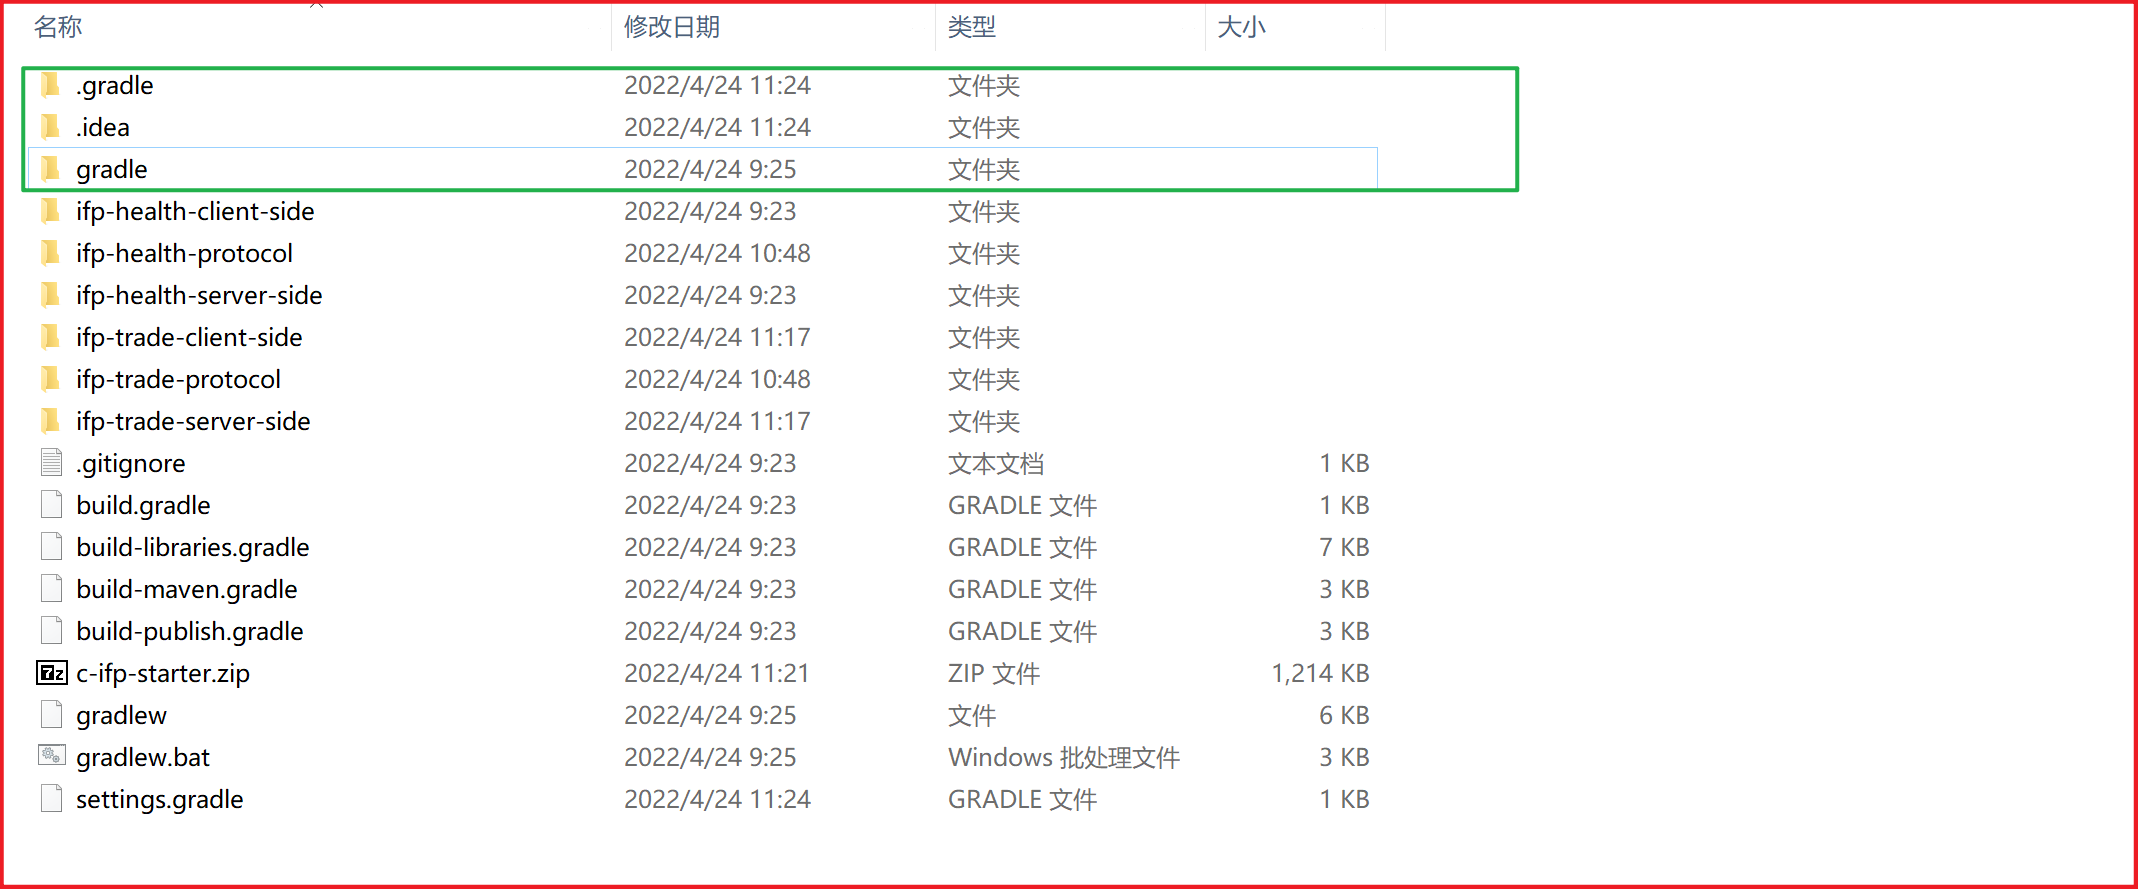 名称 修改日期 类型 大小
.gradle 2022/4/24 11:24 文件夹
.idea 2022/4/24 11:24 文件夹
gradle 2022/4/24 9:25 文件夹
ifp-health-client-side 2022/4/24 9:23 文件夹
ifp-health-protocol 2022/4/24 10:48 文件夹
ifp-health-server-side 2022/4/24 9:23 文件夹
ifp-trade-client-side 2022/4/24 11:17 文件夹
ifp-trade-protocol 2022/4/24 10:48 文件夹
ifp-trade-server-side 2022/4/24 11:17 文件夹
.gitignore 2022/4/24 9:23 文本文档 1 KB
build.gradle 2022/4/24 9:23 GRADLE 文件 1 KB
build-libraries.gradle 2022/4/24 9:23 GRADLE 文件 7 KB
build-maven.gradle 2022/4/24 9:23 GRADLE 文件 3 KB
build-publish.gradle 2022/4/24 9:23 GRADLE 文件 3 KB
c-ifp-starter.zip 2022/4/24 11:21 ZIP 文件 1,214 KB
gradlew 2022/4/24 9:25 文件 6 KB
gradlew.bat 2022/4/24 9:25 Windows 批处理文件 3 KB
settings.gradle 2022/4/24 11:24 GRADLE 文件 1 KB